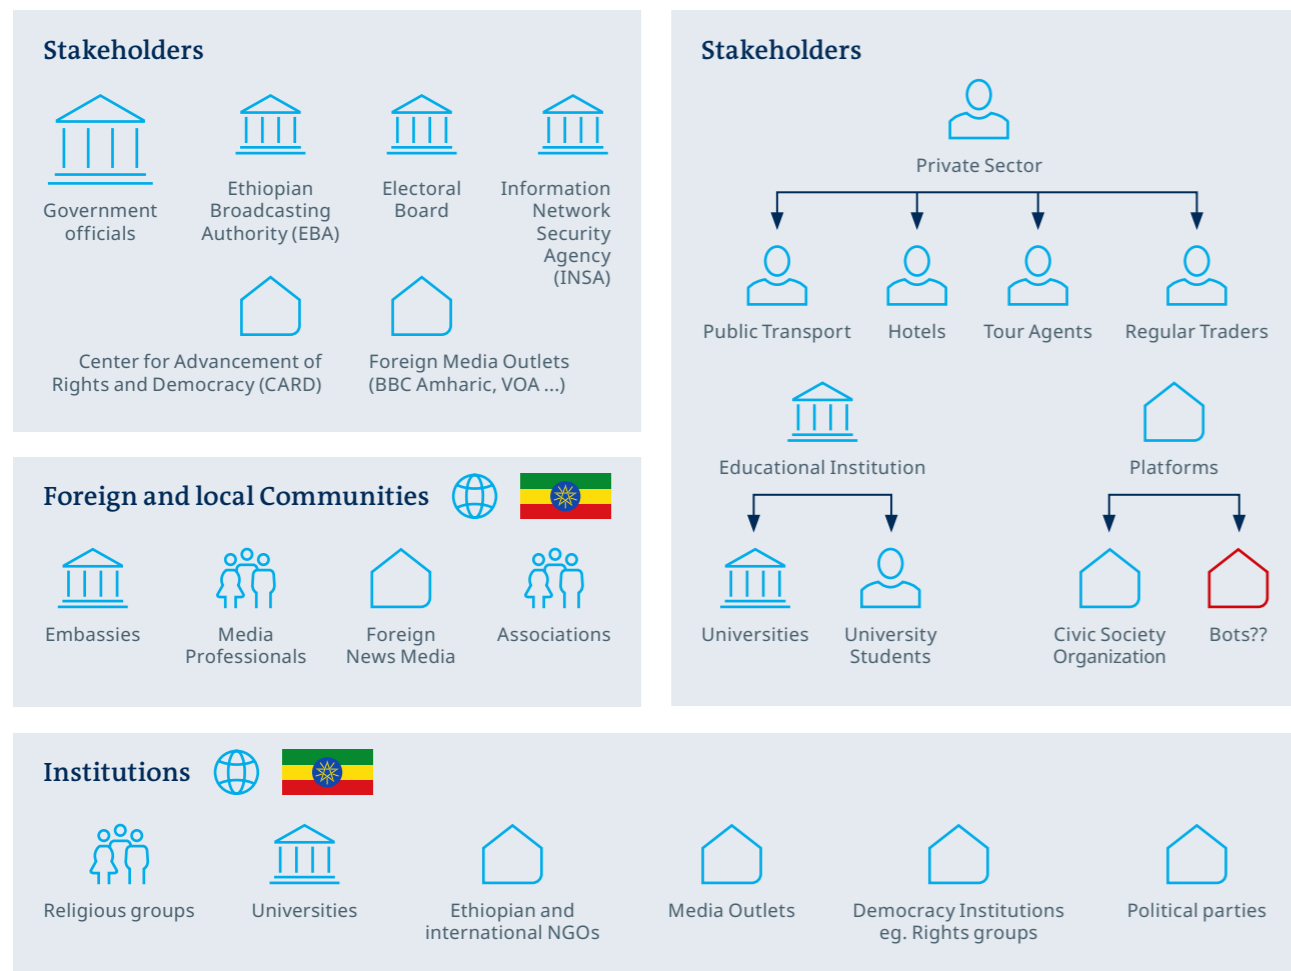 Stakeholders
Government
officials
Ethiopian
Broadcasting
Authority (EBA)
Electoral
Board
Information
Network
Security
Agency
(INSA)
Center for Advancement of
Rights and Democracy (CARD)
Foreign Media Outlets
(BBC Amharic, VOA ...)
Stakeholders
Private Sector
Public Transport
Hotels
Tour Agents
Regular Traders
Educational Institution
Platforms
Universities
University
Students
Civic Society
Organization
Bots??
Foreign and local Communities
Embassies
Media
Professionals
Foreign
News Media
Associations
Institutions
Religious groups
Universities
Ethiopian and
international NGOs
Media Outlets
Democracy Institutions
eg. Rights groups
Political parties